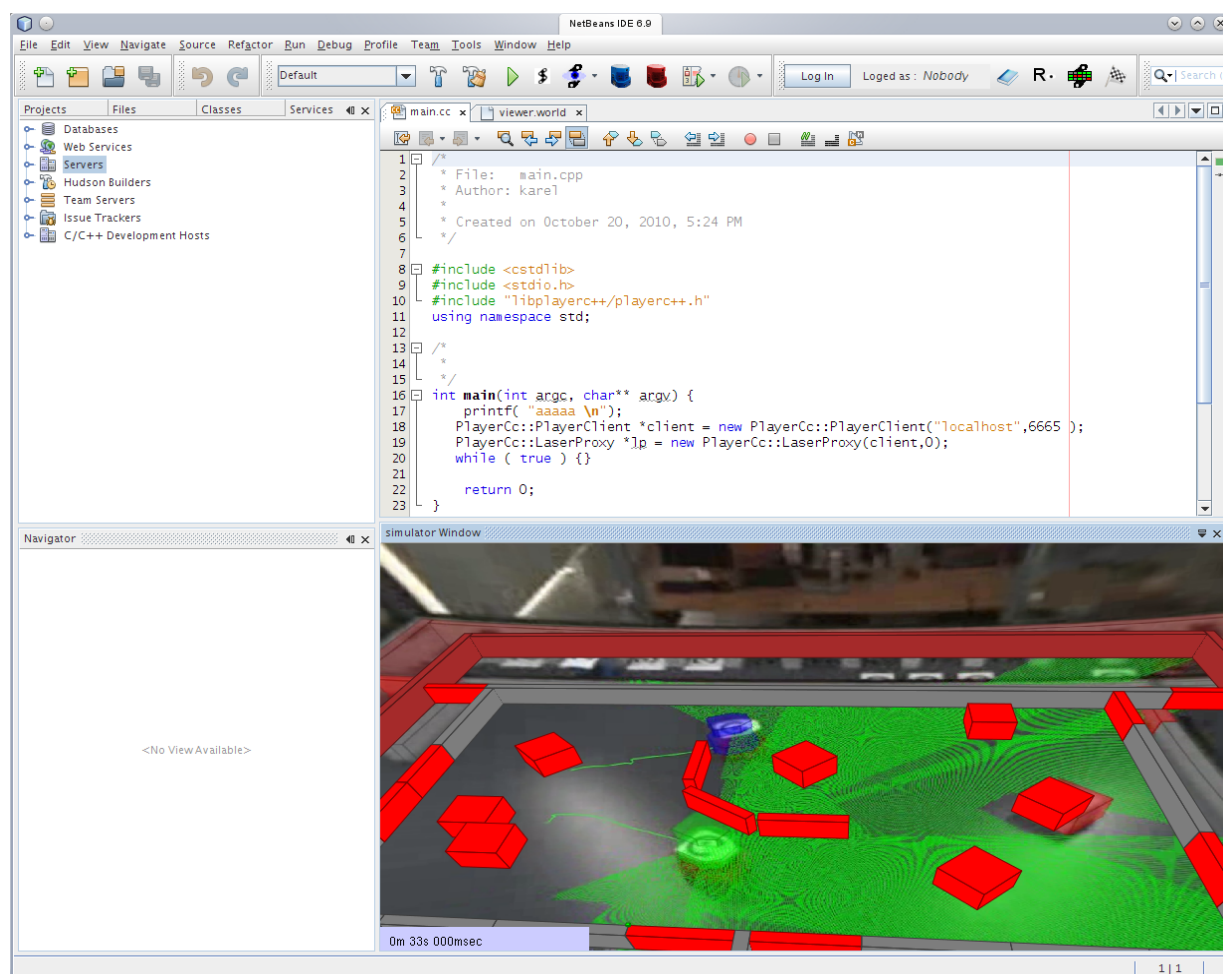 NetBeans IDE 6.9
File Edit View Navigate Source Refactor Run Debug Profile Team Tools Window Help
Default
Log In
Loged as : Nobody
R.
Search (
Projects Files Classes Services
main.cc x viewer.world x
Databases
Web Services
Servers
Hudson Builders
Team Servers
Issue Trackers
C/C++ Development Hosts
1 /*
2 * File: main.cpp
3 * Author: karel
4 *
5 * Created on October 20, 2010, 5:24 PM
6 */
7
8 #include <cstdlib>
9 #include <stdio.h>
10 #include "libplayerc++/playerc++.h"
11 using namespace std;
12
13 /*
14 *
15 */
16 int main(int argc, char** argv) {
17 printf( "aaaaa \n");
18 PlayerCc::PlayerClient *client = new PlayerCc::PlayerClient("localhost",6665 );
19 PlayerCc::LaserProxy *lp = new PlayerCc::LaserProxy(client,0);
20 while ( true ) {}
21
22 return 0;
23 }
Navigator
<No View Available>
simulator Window
0m 33s 000msec
1|1